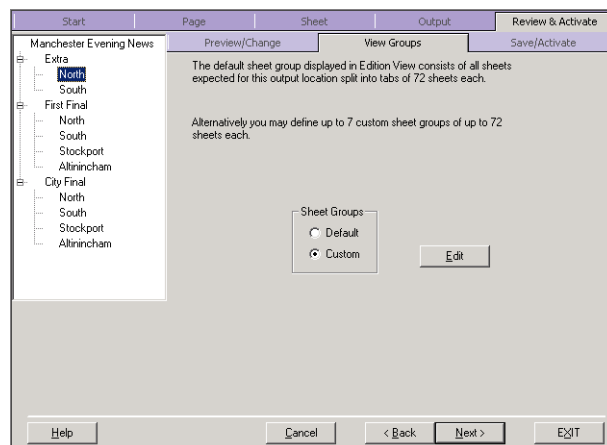 Start Page Sheet Output Review & Activate
Manchester Evening News
Preview/Change View Groups Save/Activate
Extra
North
South
First Final
North
South
Stockport
Altinincham
City Final
North
South
Stockport
Altinincham
The default sheet group displayed in Edition View consists of all sheets
expected for this output location split into tabs of 72 sheets each.
Alternatively you may define up to 7 custom sheet groups of up to 72
sheets each.
Sheet Groups
Default
Custom
Edit
Help Cancel < Back Next > EXIT